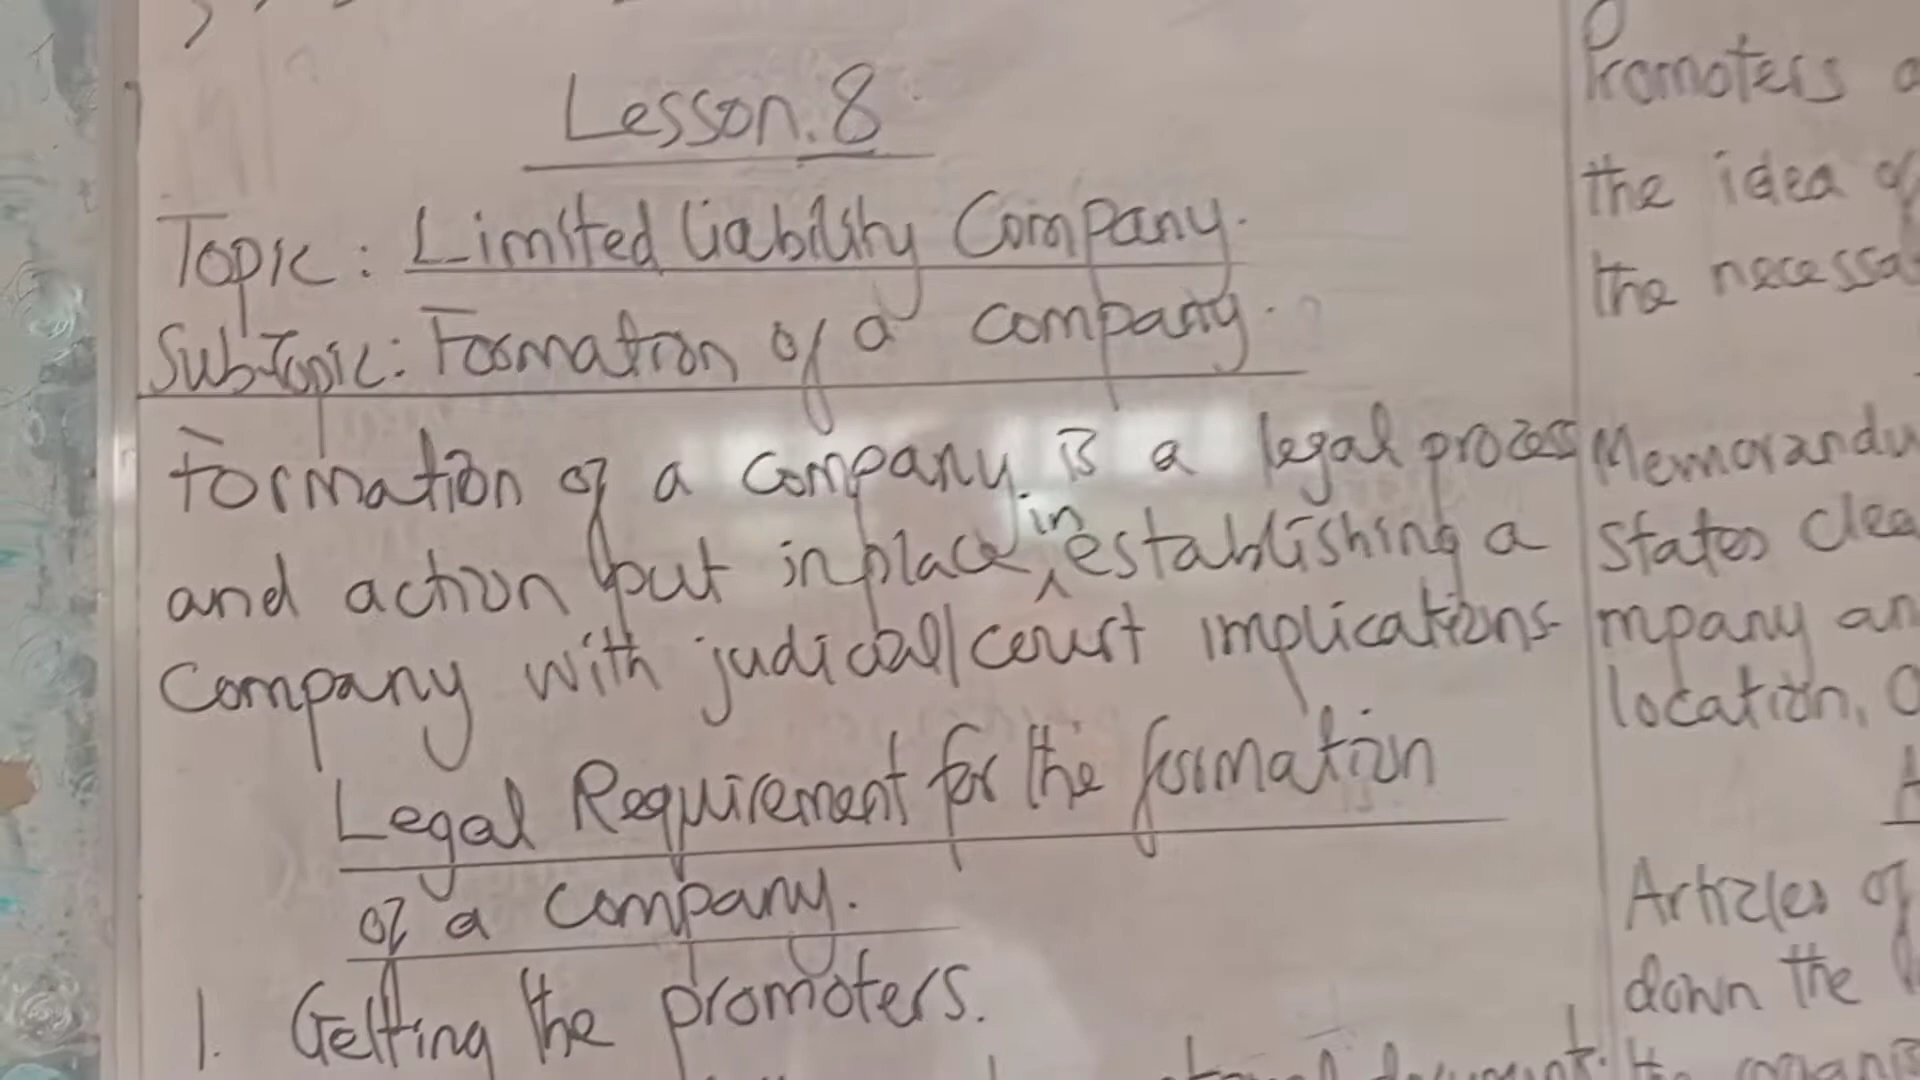 Lesson. 8
Topic: Limited liability Company.
SubTopic: Formation of a company.
Formation of a company is a legal process
and action put in place in establishing a
Company with judicial/court implications
Legal Requirement for the formation
of a company.
1. Getting the promoters.
Promoters
the idea
the necessa
Memorandu
states clea
mpany an
location,
Articles of
down the